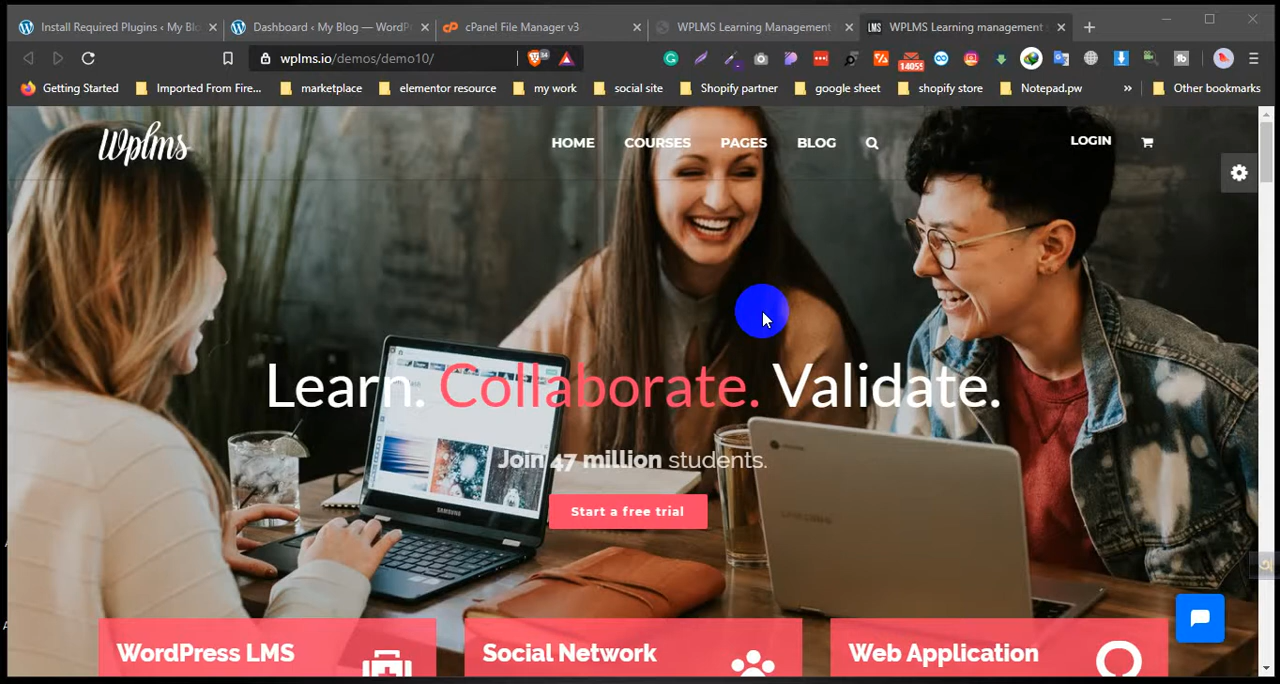 Install Required Plugins ‹ My Blo
Dashboard ‹ My Blog — WordP
cPanel File Manager v3
WPLMS Learning Management
LMS
WPLMS Learning management
wplms.io/demos/demo10/
14055
Getting Started
Imported From Fire...
marketplace
elementor resource
my work
social site
Shopify partner
google sheet
shopify store
Notepad.pw
»
Other bookmarks
Wplms
HOME
COURSES
PAGES
BLOG
LOGIN
Learn. Collaborate. Validate.
Join 47 million students.
SAMSUNG
Start a free trial
WordPress LMS
Social Network
Web Application